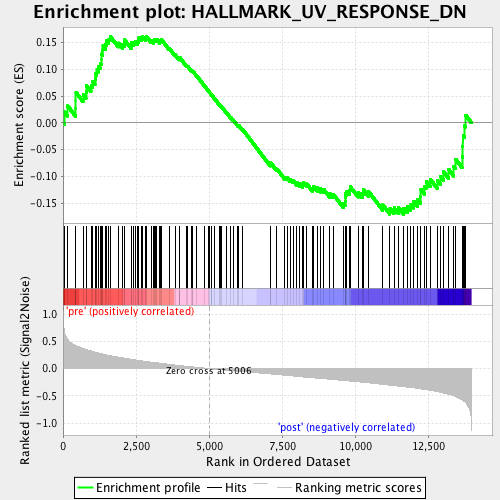 Enrichment plot: HALLMARK_UV_RESPONSE_DN
Enrichment score (ES)
0.15
0.10
0.05
0.00
-0.05
-0.10
-0.15
Ranked list metric (Signal2Noise)
1.0
0.5
0.0
-0.5
-1.0
'pre' (positively correlated)
Zero cross at 5006
'post' (negatively correlated)
0
2,500
5,000
7,500
10,000
12,500
Rank in Ordered Dataset
Enrichment profile
Hits
Ranking metric scores